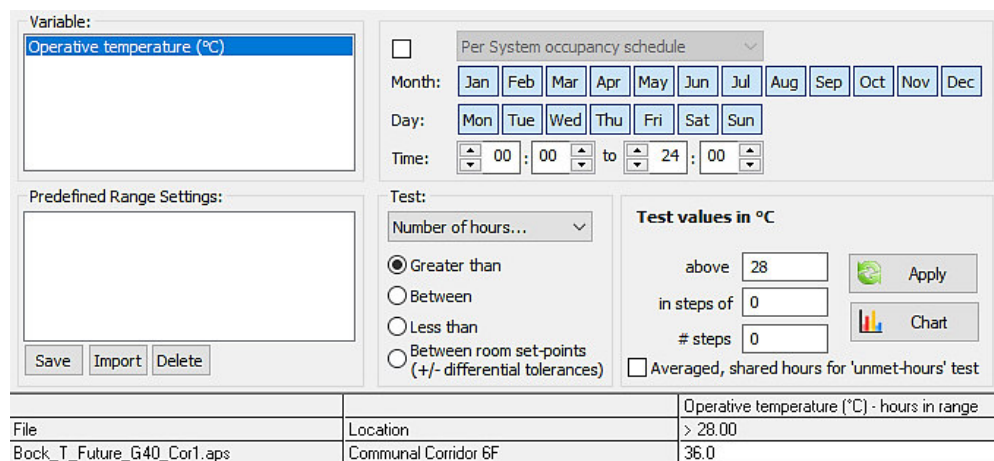 Variable:
Operative temperature (°C)
Per System occupancy schedule
Month: Jan Feb Mar Apr May Jun Jul Aug Sep Oct Nov Dec
Day: Mon Tue Wed Thu Fri Sat Sun
Time: 00 : 00 to 24 : 00
Predefined Range Settings:
Save Import Delete
Test:
Number of hours...
Greater than
Between
Less than
Between room set-points
(+/- differential tolerances)
Test values in °C
above 28
in steps of 0
# steps 0
Apply
Chart
Averaged, shared hours for 'unmet-hours' test
Operative temperature (°C) - hours in range
File Location > 28.00
Bock_T_Future_G40_Cor1.aps Communal Corridor 6F 36.0